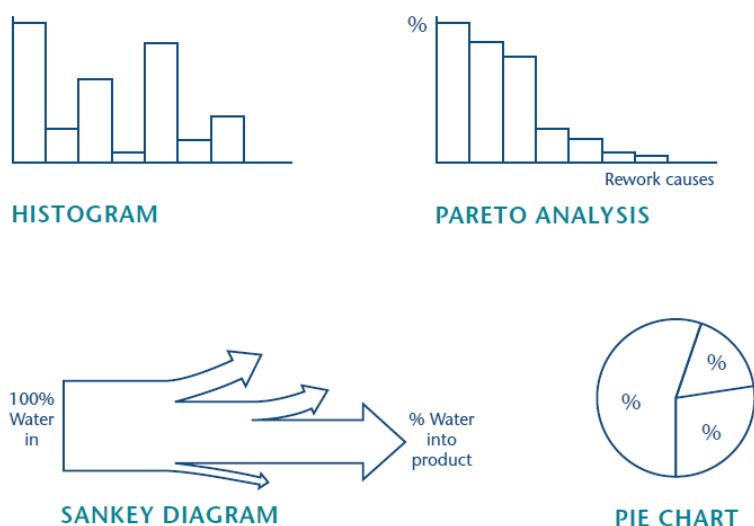 %
Rework causes
HISTOGRAM
PARETO ANALYSIS
100%
Water
in
% Water
into
product
SANKEY DIAGRAM
%
%
%
PIE CHART